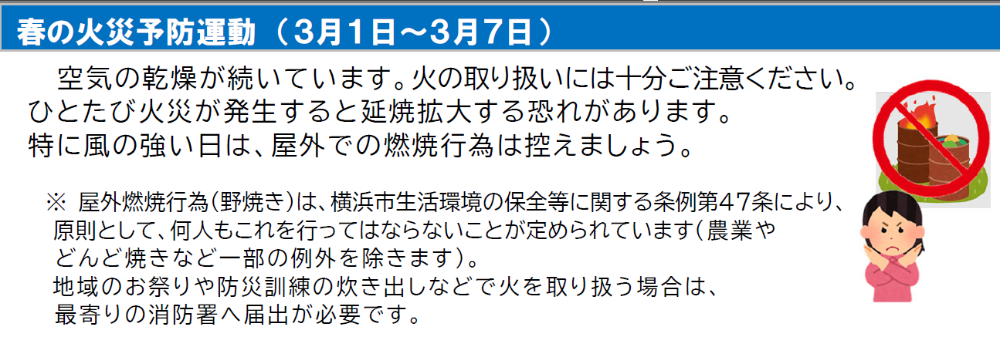 春の火災予防運動（３月１日～３月７日）
空気の乾燥が続いています。火の取り扱いには十分ご注意ください。
ひとたび火災が発生すると延焼拡大する恐れがあります。
特に風の強い日は、屋外での燃焼行為は控えましょう。
※ 屋外燃焼行為（野焼き）は、横浜市生活環境の保全等に関する条例第４７条により、
原則として、何人もこれを行ってはならないことが定められています（農業や
どんど焼きなど一部の例外を除きます）。
地域のお祭りや防災訓練の炊き出しなどで火を取り扱う場合は、
最寄りの消防署へ届出が必要です。